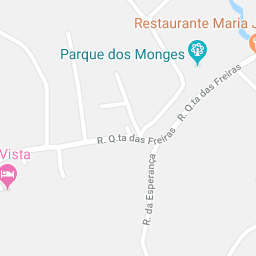 Restaurante Maria J
Parque dos Monges
R. Q.ta das Freiras
R. Q.ta das Freiras
Vista
R. da Esperança